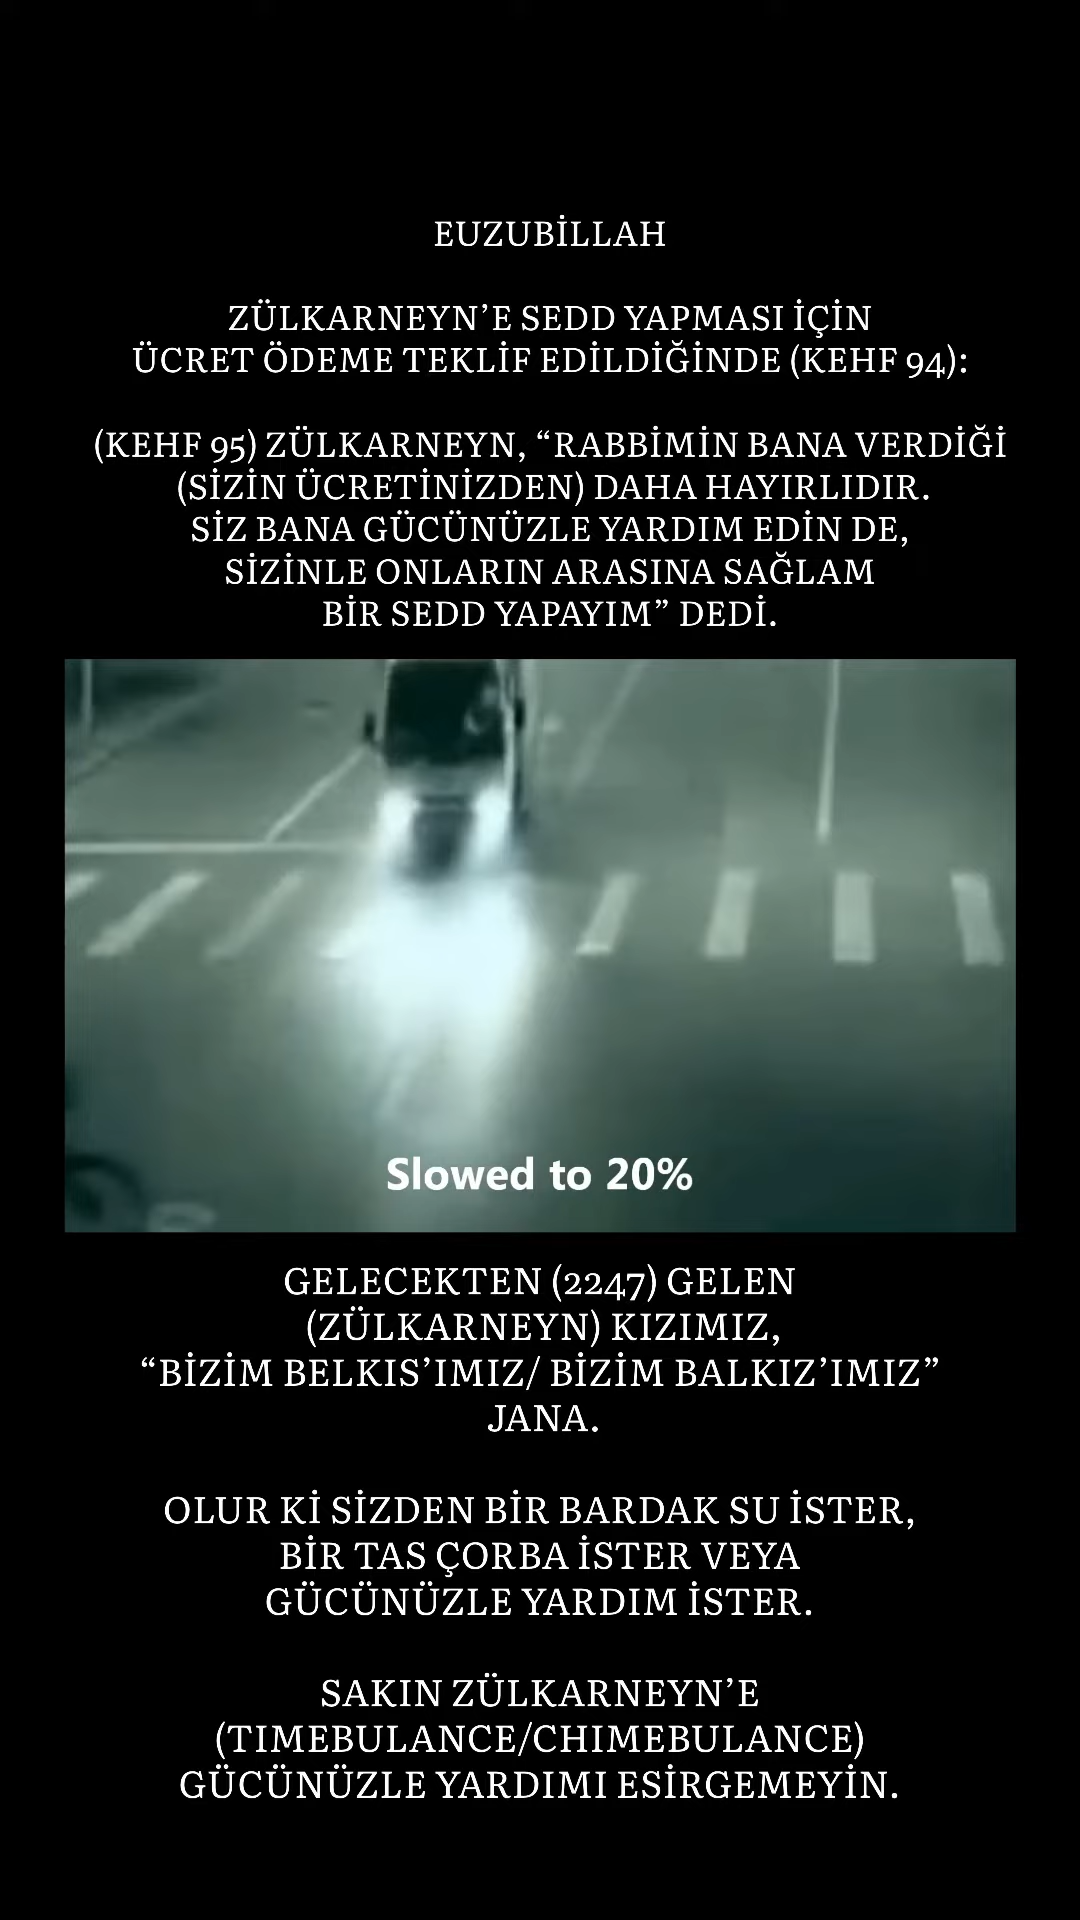 EUZUBİLLAH
ZÜLKARNEYN’E SEDD YAPMASI İÇİN
ÜCRET ÖDEME TEKLİF EDİLDİĞİNDE (KEHF 94):
(KEHF 95) ZÜLKARNEYN, “RABBİMİN BANA VERDİĞİ
(SİZİN ÜCRETİNİZDEN) DAHA HAYIRLIDIR.
SİZ BANA GÜCÜNÜZLE YARDIM EDİN DE,
SİZİNLE ONLARIN ARASINA SAĞLAM
BİR SEDD YAPAYIM” DEDİ.
Slowed to 20%
GELECEKTEN (2247) GELEN
(ZÜLKARNEYN) KIZIMIZ,
“BİZİM BELKIS’IMIZ/ BİZİM BALKIZ’IMIZ”
JANA.
OLUR Kİ SİZDEN BİR BARDAK SU İSTER,
BİR TAS ÇORBA İSTER VEYA
GÜCÜNÜZLE YARDIM İSTER.
SAKIN ZÜLKARNEYN’E
(TIMEBULANCE/CHIMEBULANCE)
GÜCÜNÜZLE YARDIMI ESİRGEMEYİN.